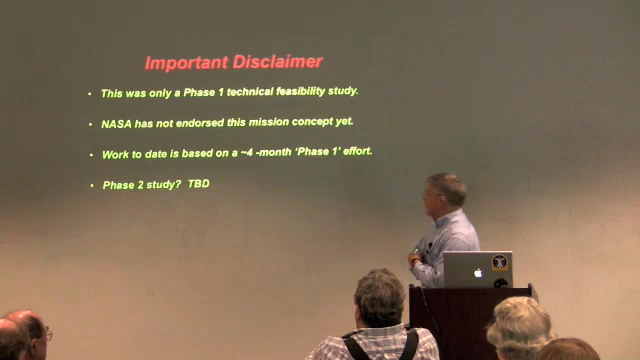 Important Disclaimer
• This was only a Phase 1 technical feasibility study.
• NASA has not endorsed this mission concept yet.
• Work to date is based on a ~4 -month 'Phase 1' effort.
• Phase 2 study? TBD